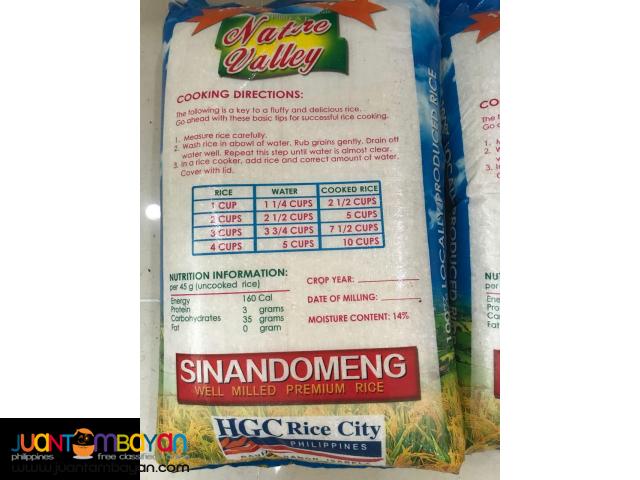 Nature
Valley
COOKING DIRECTIONS:
The following is a key to a fluffy and delicious rice.
Go ahead with these basic tips for successful rice cooking.
1. Measure rice carefully.
2. Wash rice in abowl of water. Rub grains gently. Drain off
water well. Repeat this step until water is almost clear.
3. In a rice cooker, add rice and correct amount of water.
Cover with lid.
RICE WATER COOKED RICE
1 CUP 1 1/4 CUPS 2 1/2 CUPS
2 CUPS 2 1/2 CUPS 5 CUPS
3 CUPS 3 3/4 CUPS 7 1/2 CUPS
4 CUPS 5 CUPS 10 CUPS
NUTRITION INFORMATION:
per 45 g (uncooked rice)
Energy 160 Cal
Protein 3 grams
Carbohydrates 35 grams
Fat 0 gram
CROP YEAR:
DATE OF MILLING:
MOISTURE CONTENT: 14%
SINANDOMENG
WELL MILLED PREMIUM RICE
HGC Rice City
PHILIPPINES
100% LOCALLY PRODUCED RICE
JUANTAMBAYAN
philippines free classified
www.juantambayan.com